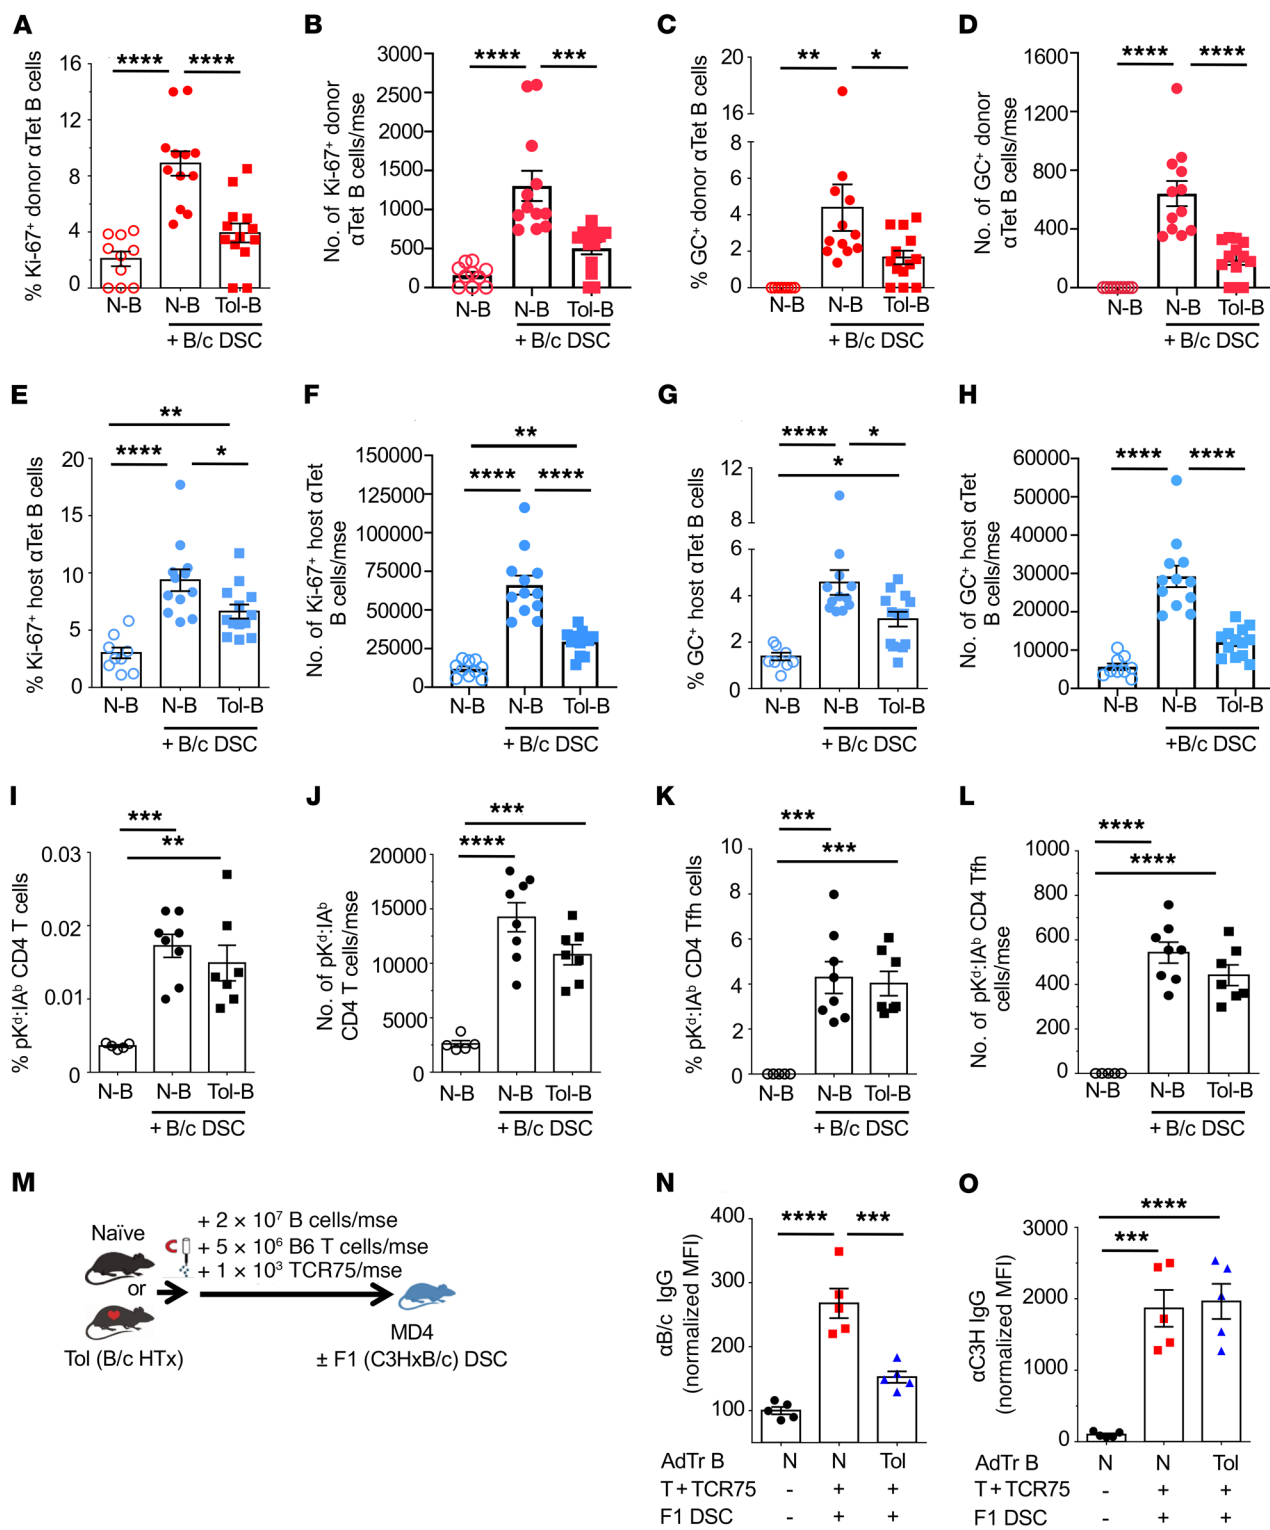 A
% Ki-67⁺ donor αTet B cells
**** ****
16
12
8
4
0
N-B N-B Tol-B
+ B/c DSC
B
No. of Ki-67⁺ donor
αTet B cells/mse
**** ***
3000
2500
2000
1500
1000
500
0
N-B N-B Tol-B
+ B/c DSC
C
% GC⁺ donor αTet B cells
** *
20
16
8
6
4
2
0
N-B N-B Tol-B
+ B/c DSC
D
No. of GC⁺ donor
αTet B cells/mse
**** ****
1600
1200
800
400
0
N-B N-B Tol-B
+ B/c DSC
E
% Ki-67⁺ host αTet B cells
**
**** *
20
15
10
5
0
N-B N-B Tol-B
+ B/c DSC
F
No. of Ki-67⁺ host αTet
B cells/mse
**
**** ****
150000
125000
100000
75000
50000
25000
0
N-B N-B Tol-B
+ B/c DSC
G
% GC⁺ host αTet B cells
**** *
*
12
8
6
4
2
0
N-B N-B Tol-B
+ B/c DSC
H
No. of GC⁺ host αTet
B cells/mse
**** ****
60000
50000
40000
30000
20000
10000
0
N-B N-B Tol-B
+B/c DSC
I
% pKᵈ:IAᵇ CD4 T cells
***
**
0.03
0.02
0.01
0
N-B N-B Tol-B
+ B/c DSC
J
No. of pKᵈ:IAᵇ
CD4 T cells/mse
***
****
20000
15000
10000
5000
0
N-B N-B Tol-B
+ B/c DSC
K
% pKᵈ:IAᵇ CD4 Tfh cells
***
***
10
8
6
4
2
0
N-B N-B Tol-B
+ B/c DSC
L
No. of pKᵈ:IAᵇ CD4 Tfh
cells/mse
****
****
1000
800
600
400
200
0
N-B N-B Tol-B
+ B/c DSC
M
Naïve
or
Tol (B/c HTx)
+ 2 × 10⁷ B cells/mse
+ 5 × 10⁶ B6 T cells/mse
+ 1 × 10³ TCR75/mse
MD4
± F1 (C3HxB/c) DSC
N
αB/c IgG
(normalized MFI)
**** ***
400
300
200
100
AdTr B N N Tol
T + TCR75 - + +
F1 DSC - + +
O
αC3H IgG
(normalized MFI)
****
***
3000
2000
1000
0
AdTr B N N Tol
T + TCR75 - + +
F1 DSC - + +